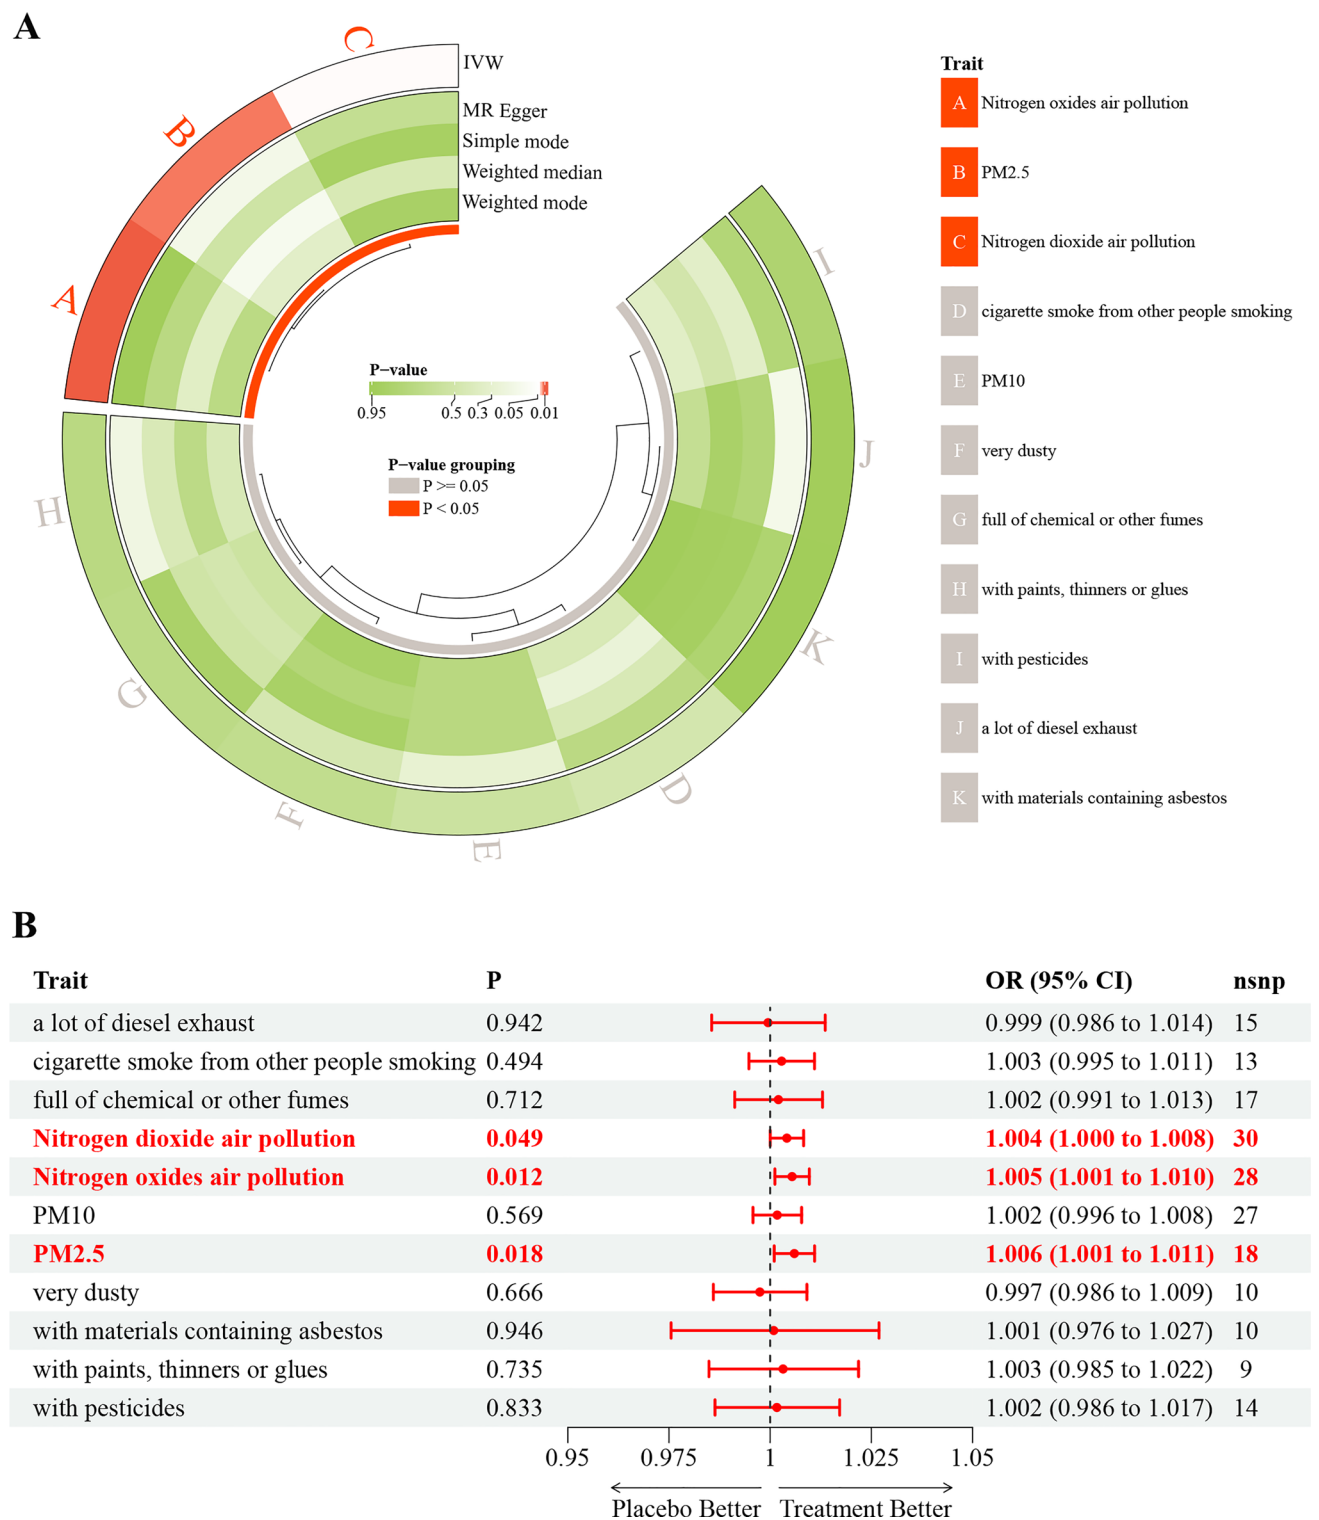 A
C
B
A
H
G
F
E
D
K
J
I
IVW
MR Egger
Simple mode
Weighted median
Weighted mode
P−value
0.95 0.5 0.3 0.05 0.01
P−value grouping
P >= 0.05
P < 0.05
Trait
A Nitrogen oxides air pollution
B PM2.5
C Nitrogen dioxide air pollution
D cigarette smoke from other people smoking
E PM10
F very dusty
G full of chemical or other fumes
H with paints, thinners or glues
I with pesticides
J a lot of diesel exhaust
K with materials containing asbestos
B
Trait P OR (95% CI) nsnp
a lot of diesel exhaust 0.942 0.999 (0.986 to 1.014) 15
cigarette smoke from other people smoking 0.494 1.003 (0.995 to 1.011) 13
full of chemical or other fumes 0.712 1.002 (0.991 to 1.013) 17
Nitrogen dioxide air pollution 0.049 1.004 (1.000 to 1.008) 30
Nitrogen oxides air pollution 0.012 1.005 (1.001 to 1.010) 28
PM10 0.569 1.002 (0.996 to 1.008) 27
PM2.5 0.018 1.006 (1.001 to 1.011) 18
very dusty 0.666 0.997 (0.986 to 1.009) 10
with materials containing asbestos 0.946 1.001 (0.976 to 1.027) 10
with paints, thinners or glues 0.735 1.003 (0.985 to 1.022) 9
with pesticides 0.833 1.002 (0.986 to 1.017) 14
0.95 0.975 1 1.025 1.05
Placebo Better Treatment Better